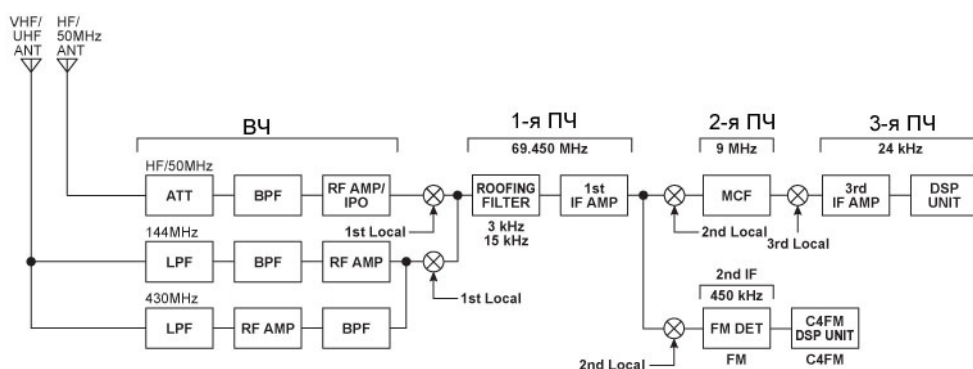 VHF/
UHF
ANT
HF/
50MHz
ANT
ВЧ
1-я ПЧ
69.450 MHz
2-я ПЧ
9 MHz
3-я ПЧ
24 kHz
HF/50MHz
ATT
BPF
RF AMP/
IPO
1st Local
ROOFING
FILTER
3 kHz
15 kHz
1st
IF AMP
2nd Local
MCF
3rd Local
3rd
IF AMP
DSP
UNIT
144MHz
LPF
BPF
RF AMP
1st Local
430MHz
LPF
RF AMP
BPF
2nd IF
450 kHz
2nd Local
FM DET
FM
C4FM
DSP UNIT
C4FM